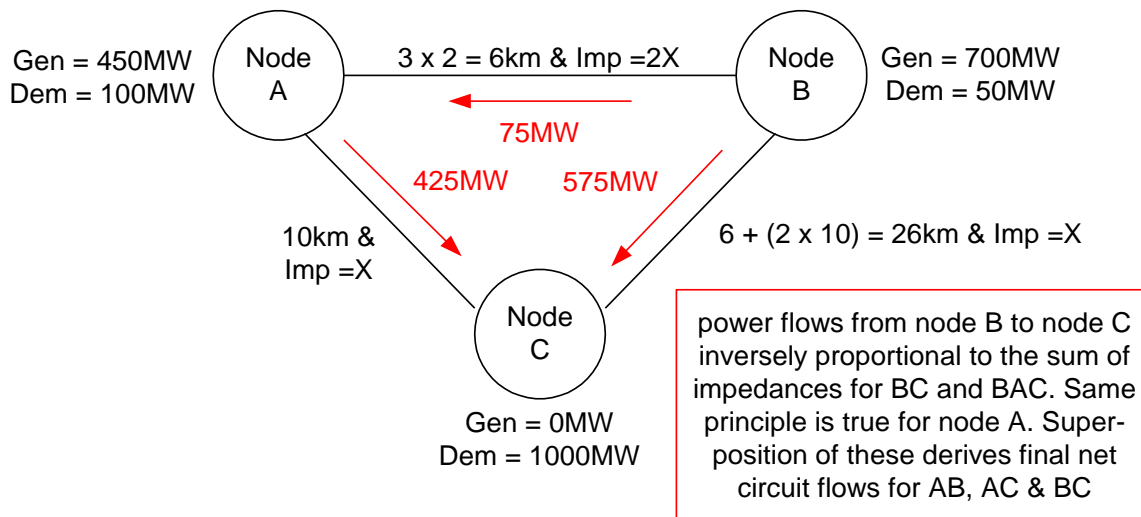 Gen = 450MW
Dem = 100MW
Node
A
3 x 2 = 6km & Imp =2X
Node
B
Gen = 700MW
Dem = 50MW
75MW
425MW
575MW
10km &
Imp =X
6 + (2 x 10) = 26km & Imp =X
Node
C
Gen = 0MW
Dem = 1000MW
power flows from node B to node C
inversely proportional to the sum of
impedances for BC and BAC. Same
principle is true for node A. Super-
position of these derives final net
circuit flows for AB, AC & BC